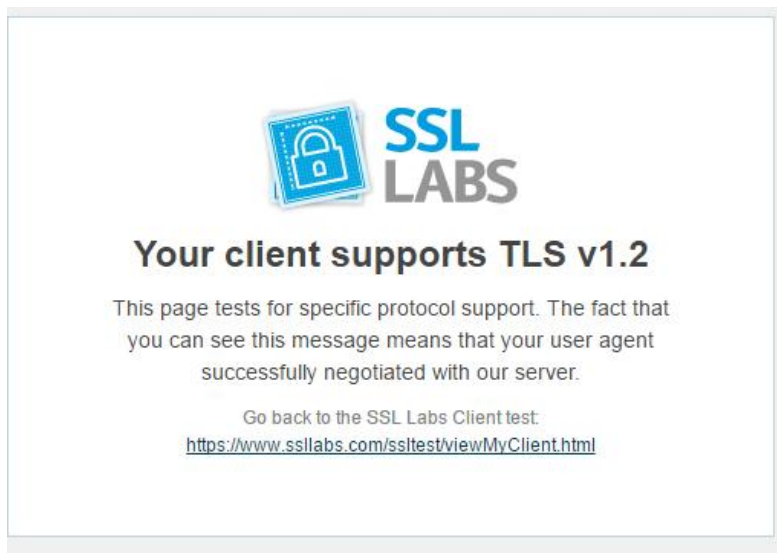 SSL
LABS
Your client supports TLS v1.2
This page tests for specific protocol support. The fact that
you can see this message means that your user agent
successfully negotiated with our server.
Go back to the SSL Labs Client test:
https://www.ssllabs.com/ssltest/viewMyClient.html